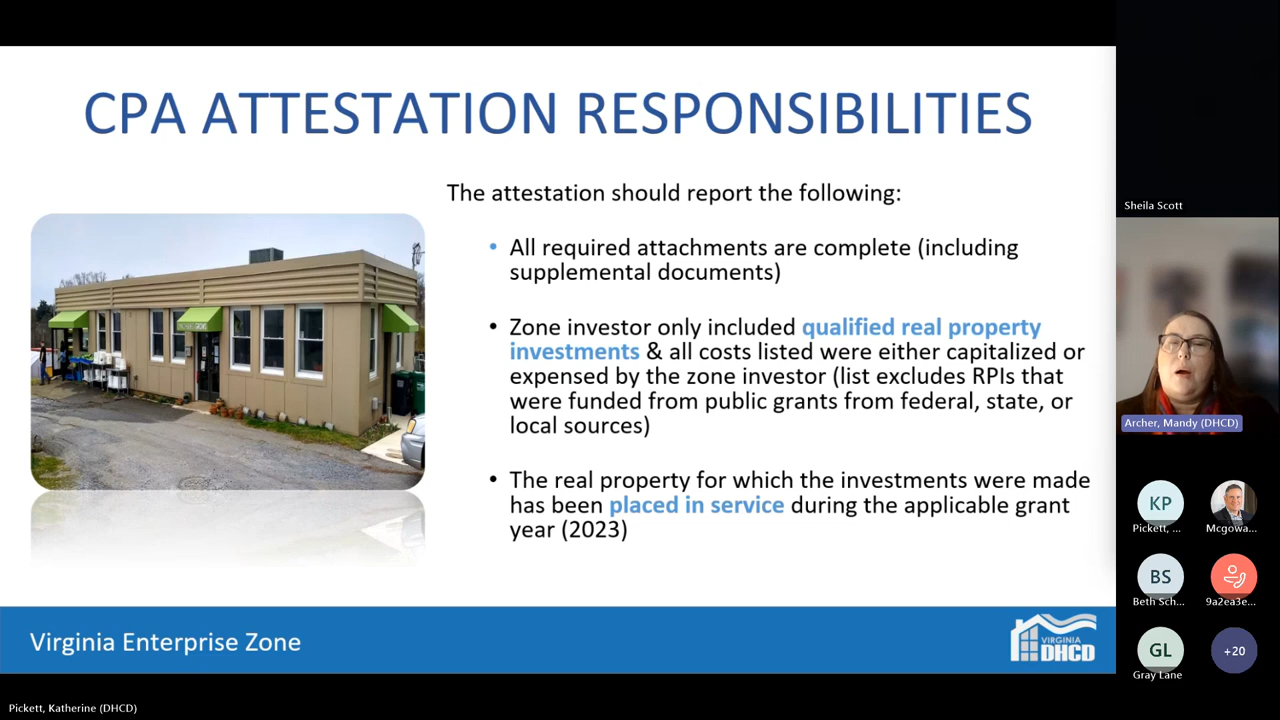 CPA ATTESTATION RESPONSIBILITIES
The attestation should report the following:
• All required attachments are complete (including
supplemental documents)
• Zone investor only included qualified real property
investments & all costs listed were either capitalized or
expensed by the zone investor (list excludes RPIs that
were funded from public grants from federal, state, or
local sources)
• The real property for which the investments were made
has been placed in service during the applicable grant
year (2023)
Virginia Enterprise Zone
VIRGINIA
DHCD
Sheila Scott
Archer, Mandy (DHCD)
KP
Pickett, ...
Mcgowa...
BS
Beth Sch...
9a2ea3e...
GL
Gray Lane
+20
Pickett, Katherine (DHCD)